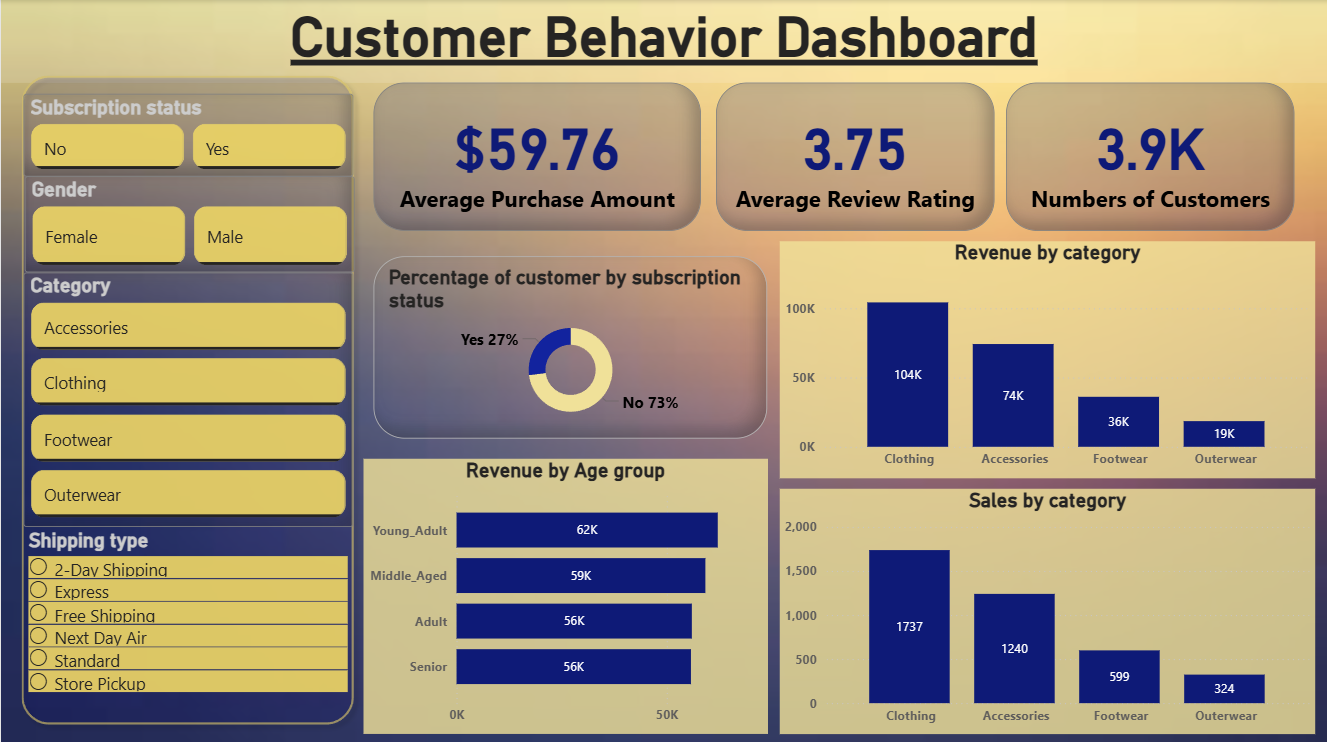 Customer Behavior Dashboard
Subscription status
No
Yes
Gender
Female
Male
Category
Accessories
Clothing
Footwear
Outerwear
Shipping type
2-Day Shipping
Express
Free Shipping
Next Day Air
Standard
Store Pickup
$59.76
Average Purchase Amount
3.75
Average Review Rating
3.9K
Numbers of Customers
Percentage of customer by subscription
status
Yes 27%
No 73%
Revenue by Age group
Young_Adult
62K
Middle_Aged
59K
Adult
56K
Senior
56K
0K
50K
Revenue by category
100K
50K
0K
104K
74K
36K
19K
Clothing
Accessories
Footwear
Outerwear
Sales by category
2,000
1,500
1,000
500
0
1737
1240
599
324
Clothing
Accessories
Footwear
Outerwear